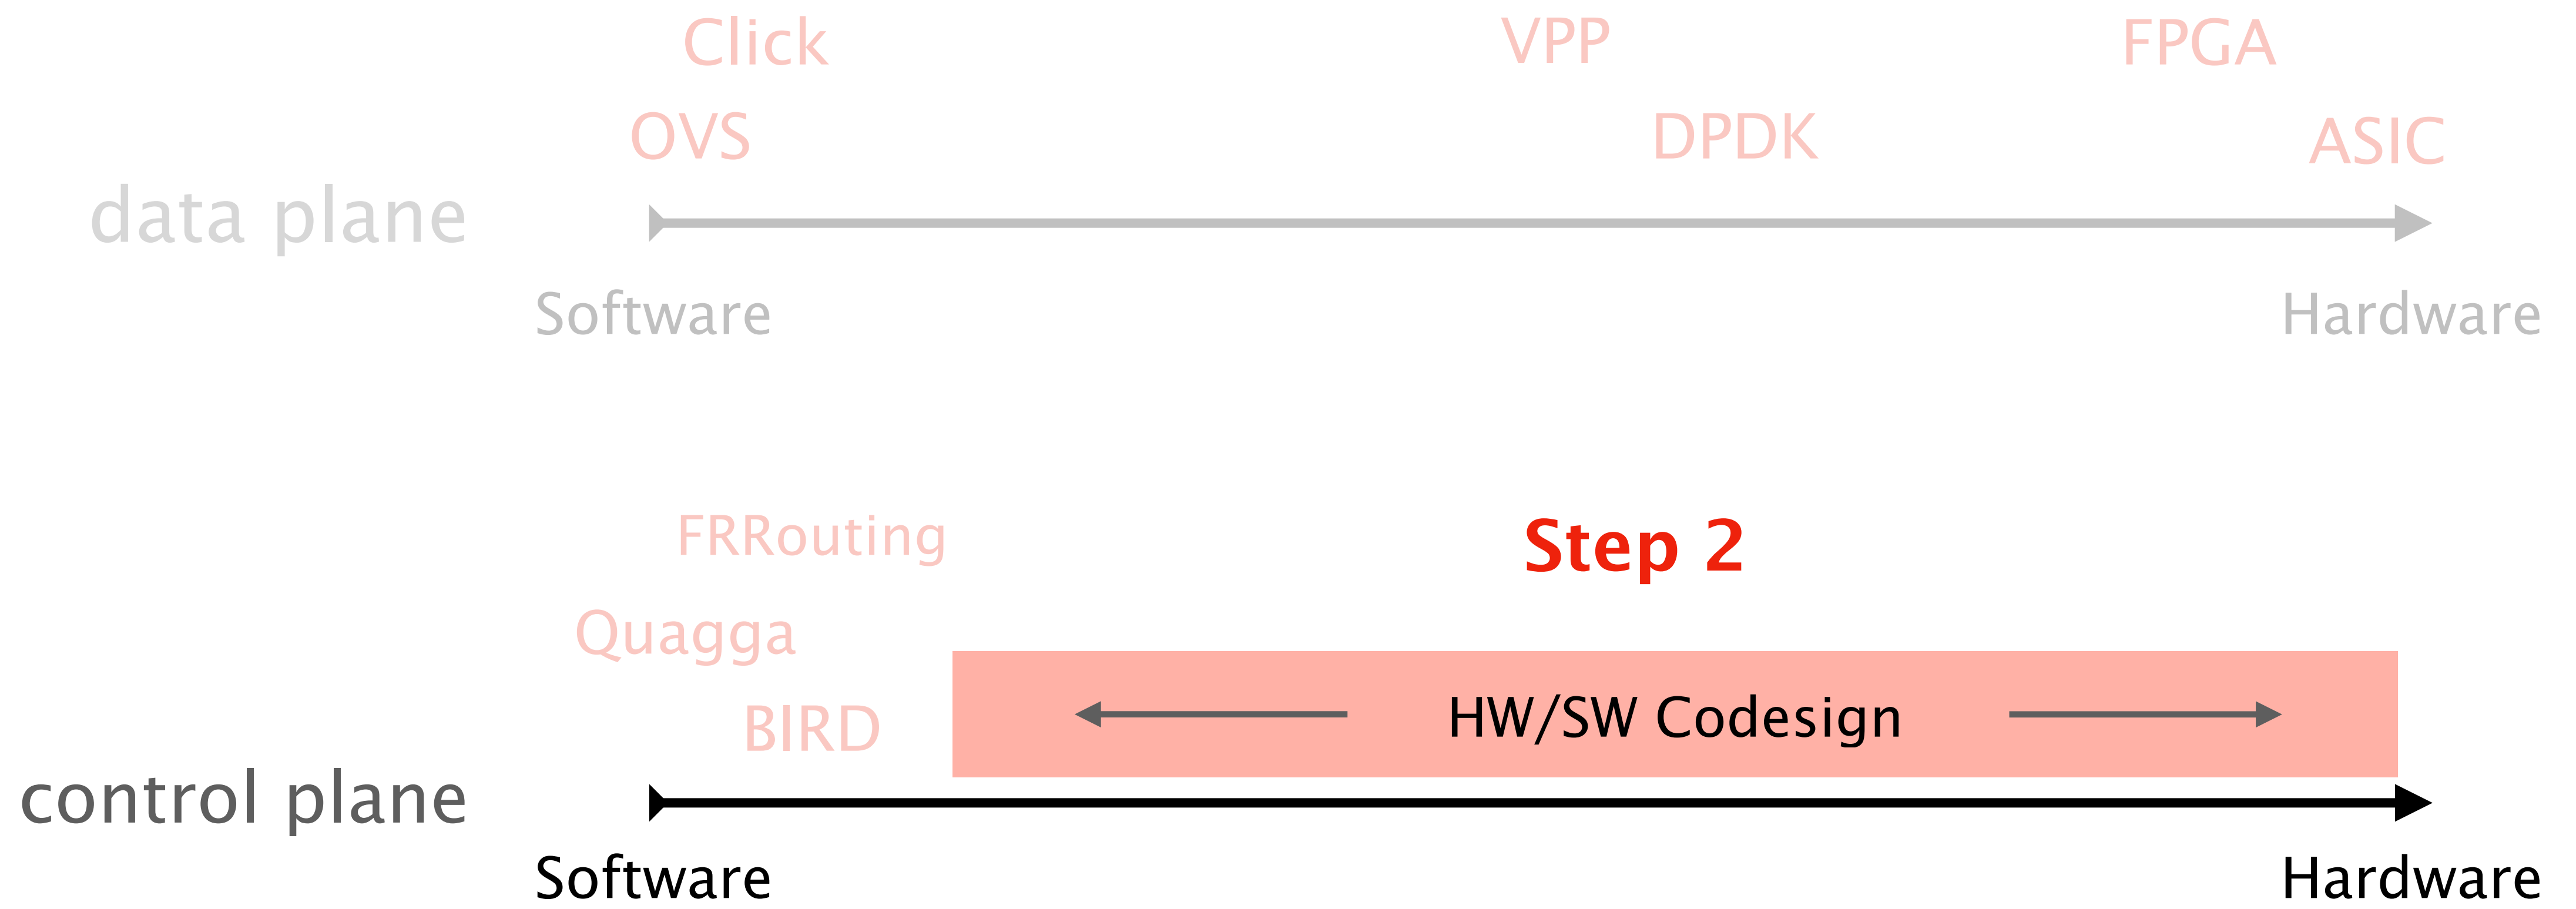 Click
VPP
FPGA
OVS
DPDK
ASIC
data plane
Software
Hardware
FRRouting
Step 2
Quagga
BIRD
HW/SW Codesign
control plane
Software
Hardware